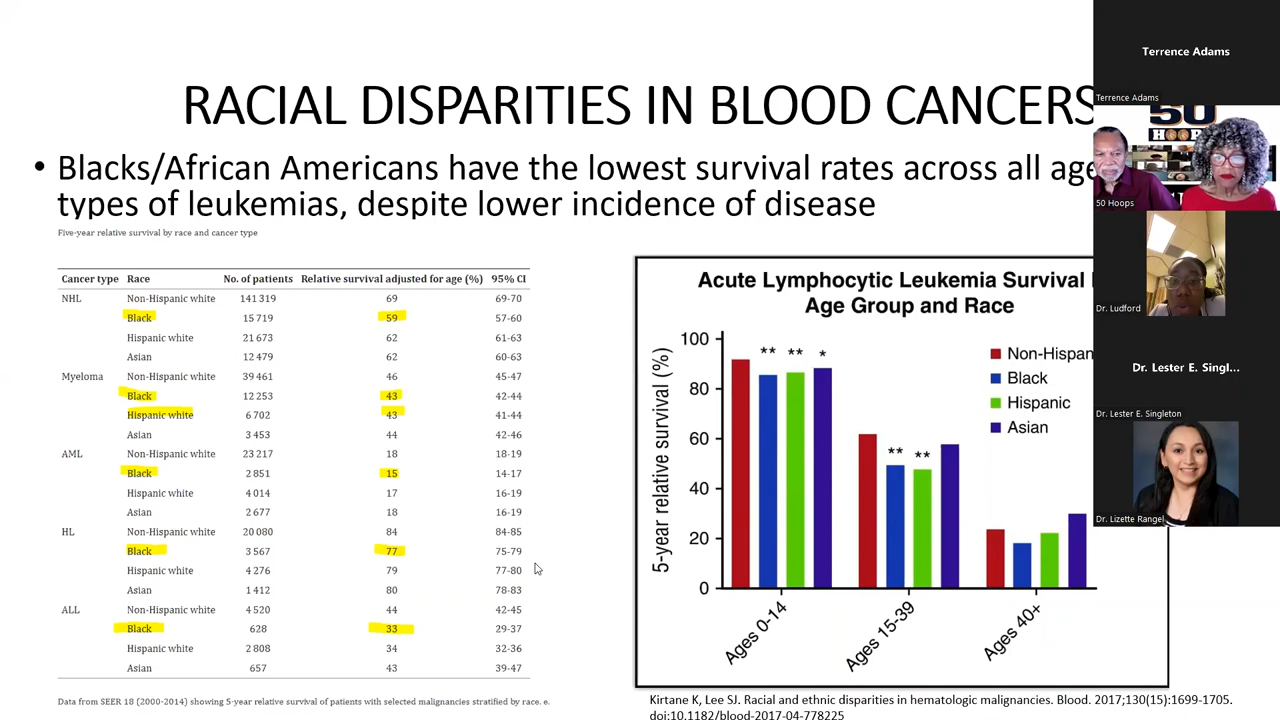 RACIAL DISPARITIES IN BLOOD CANCERS
• Blacks/African Americans have the lowest survival rates across all age
types of leukemias, despite lower incidence of disease
Five-year relative survival by race and cancer type
Cancer type Race No. of patients Relative survival adjusted for age (%) 95% CI
NHL Non-Hispanic white 141 319 69 69-70
Black 15 719 59 57-60
Hispanic white 21 673 62 61-63
Asian 12 479 62 60-63
Myeloma Non-Hispanic white 39 461 46 45-47
Black 12 253 43 42-44
Hispanic white 6 702 43 41-44
Asian 3 453 44 42-46
AML Non-Hispanic white 23 217 18 18-19
Black 2 851 15 14-17
Hispanic white 4 014 17 16-19
Asian 2 677 18 16-19
HL Non-Hispanic white 20 080 84 84-85
Black 3 567 77 75-79
Hispanic white 4 276 79 77-80
Asian 1 412 80 78-83
ALL Non-Hispanic white 4 520 44 42-45
Black 628 33 29-37
Hispanic white 2 808 34 32-36
Asian 657 43 39-47
Data from SEER 18 (2000-2014) showing 5-year relative survival of patients with selected malignancies stratified by race. e.
Acute Lymphocytic Leukemia Survival
Age Group and Race
5-year relative survival (%)
100
80
60
40
20
0
** ** *
** **
Non-Hispan
Black
Hispanic
Asian
Ages 0-14
Ages 15-39
Ages 40+
Kirtane K, Lee SJ. Racial and ethnic disparities in hematologic malignancies. Blood. 2017;130(15):1699-1705.
doi:10.1182/blood-2017-04-778225
Terrence Adams
Terrence Adams
50
HOOPS
50 Hoops
Dr. Ludford
Dr. Lester E. Singl...
Dr. Lester E. Singleton
Dr. Lizette Rangel